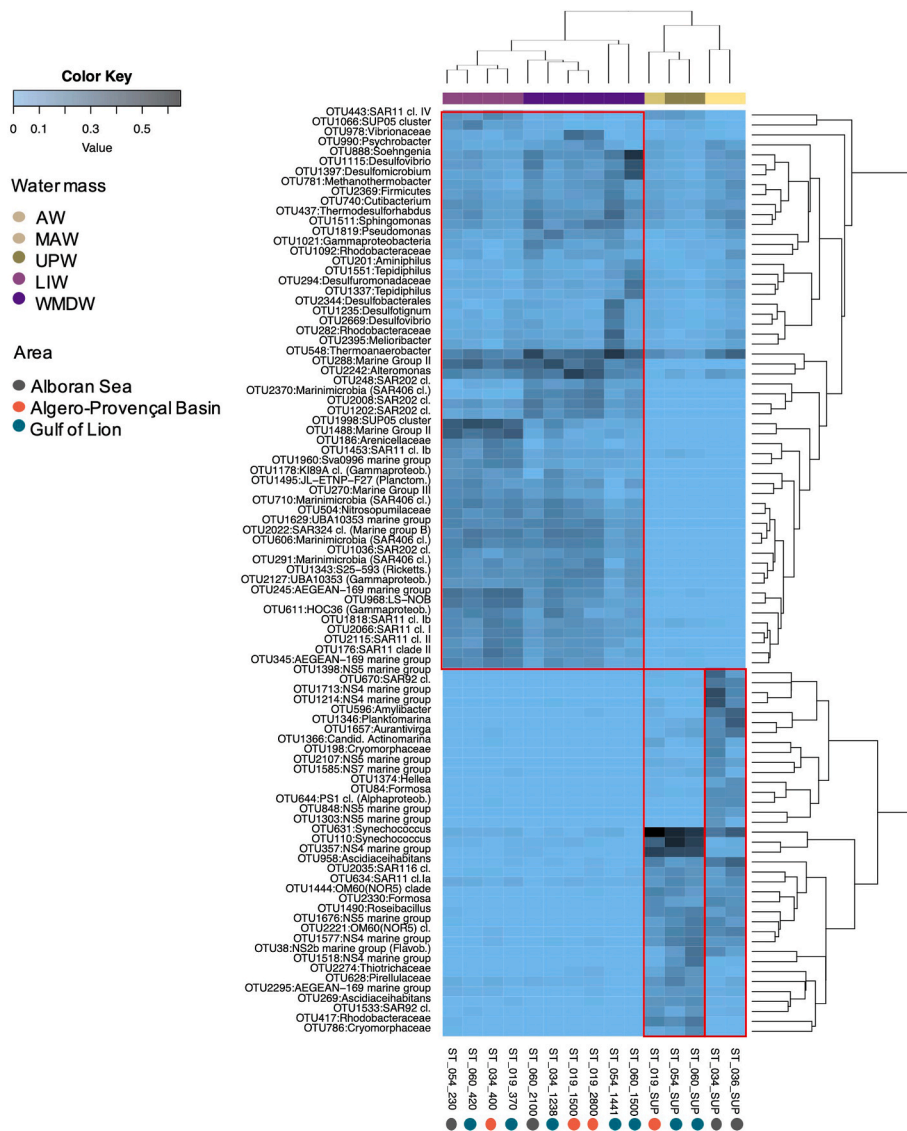 Color Key
0 0.1 0.3 0.5
Value
Water mass
AW
MAW
UPW
LIW
WMDW
Area
Alboran Sea
Algero-Provençal Basin
Gulf of Lion
OTU443:SAR11 cl. IV
OTU1066:SUP05 cluster
OTU978:Vibrionaceae
OTU990:Psychrobacter
OTU888:Soehngenia
OTU1115:Desulfovibrio
OTU1397:Desulfomicrobium
OTU781:Methanothermobacter
OTU2369:Firmicutes
OTU740:Cutibacterium
OTU437:Thermodesulforhabdus
OTU1511:Sphingomonas
OTU1819:Pseudomonas
OTU1021:Gammaproteobacteria
OTU1092:Rhodobacteraceae
OTU201:Aminiphilus
OTU1551:Tepidiphilus
OTU294:Desulfuromonadaceae
OTU1337:Tepidiphilus
OTU2344:Desulfobacterales
OTU1235:Desulfotignum
OTU2669:Desulfovibrio
OTU282:Rhodobacteraceae
OTU2395:Melioribacter
OTU548:Thermoanaerobacter
OTU288:Marine Group II
OTU2242:Alteromonas
OTU248:SAR202 cl.
OTU2370:Marinimicrobia (SAR406 cl.)
OTU2008:SAR202 cl.
OTU1202:SAR202 cl.
OTU1998:SUP05 cluster
OTU1488:Marine Group II
OTU186:Arenicellaceae
OTU1453:SAR11 cl. Ib
OTU1960:Sva0996 marine group
OTU1178:KI89A cl. (Gammaproteob.)
OTU1495:JL−ETNP−F27 (Planctom.)
OTU270:Marine Group III
OTU710:Marinimicrobia (SAR406 cl.)
OTU504:Nitrosopumilaceae
OTU1629:UBA10353 marine group
OTU2022:SAR324 cl. (Marine group B)
OTU606:Marinimicrobia (SAR406 cl.)
OTU1036:SAR202 cl.
OTU291:Marinimicrobia (SAR406 cl.)
OTU1343:S25−593 (Ricketts.)
OTU2127:UBA10353 (Gammaproteob.)
OTU245:AEGEAN−169 marine group
OTU968:LS−NOB
OTU611:HOC36 (Gammaproteob.)
OTU1818:SAR11 cl. Ib
OTU2066:SAR11 cl. I
OTU2115:SAR11 cl. II
OTU176:SAR11 clade II
OTU345:AEGEAN−169 marine group
OTU1398:NS5 marine group
OTU670:SAR92 cl.
OTU1713:NS4 marine group
OTU1214:NS4 marine group
OTU596:Amylibacter
OTU1346:Planktomarina
OTU1657:Aurantivirga
OTU1366:Candid. Actinomarina
OTU198:Cryomorphaceae
OTU2107:NS5 marine group
OTU1585:NS7 marine group
OTU1374:Hellea
OTU84:Formosa
OTU644:PS1 cl. (Alphaproteob.)
OTU848:NS5 marine group
OTU1303:NS5 marine group
OTU631:Synechococcus
OTU110:Synechococcus
OTU357:NS4 marine group
OTU958:Ascidiaceihabitans
OTU2035:SAR116 cl.
OTU634:SAR11 cl.Ia
OTU1444:OM60(NOR5) clade
OTU2330:Formosa
OTU1490:Roseibacillus
OTU1676:NS5 marine group
OTU2221:OM60(NOR5) cl.
OTU1577:NS4 marine group
OTU38:NS2b marine group (Flavob.)
OTU1518:NS4 marine group
OTU2274:Thiotrichaceae
OTU628:Pirellulaceae
OTU2295:AEGEAN−169 marine group
OTU269:Ascidiaceihabitans
OTU1533:SAR92 cl.
OTU417:Rhodobacteraceae
OTU786:Cryomorphaceae
ST_054_230
ST_060_420
ST_034_400
ST_019_370
ST_060_2100
ST_034_1238
ST_019_1500
ST_019_2800
ST_054_1441
ST_060_1500
ST_019_SUP
ST_054_SUP
ST_060_SUP
ST_034_SUP
ST_036_SUP